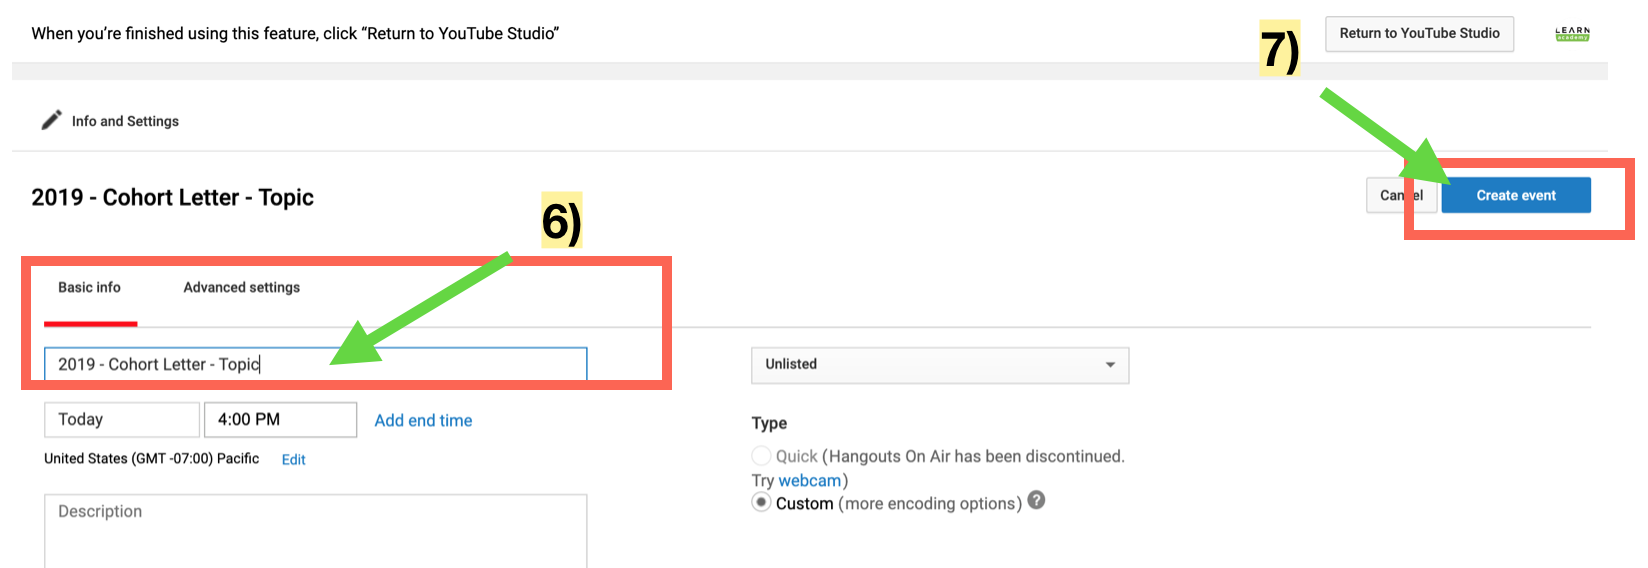 When you’re finished using this feature, click “Return to YouTube Studio”
7)
Return to YouTube Studio
LEARN
academy
Info and Settings
2019 - Cohort Letter - Topic
6)
Cancel
Create event
Basic info
Advanced settings
2019 - Cohort Letter - Topic
Unlisted
Today
4:00 PM
Add end time
United States (GMT -07:00) Pacific
Edit
Type
Quick (Hangouts On Air has been discontinued.
Try webcam)
Custom (more encoding options) ?
Description